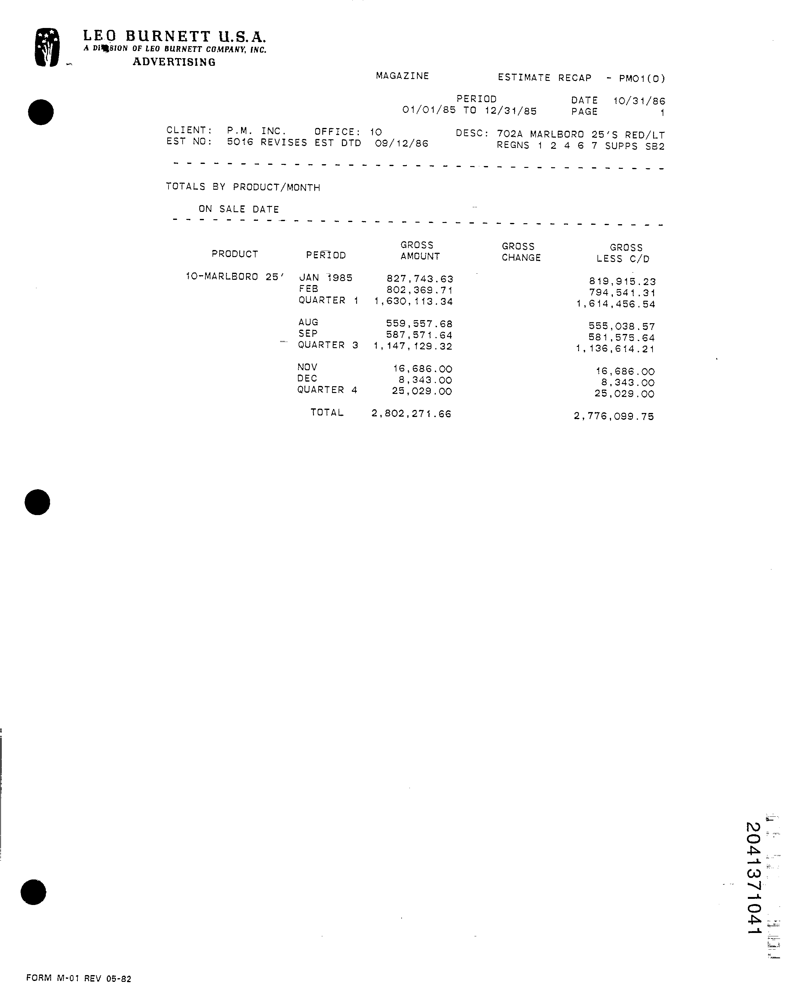 LEO BURNETT U.S.A.
A DIVISION OF LEO BURNETT COMPANY, INC.
ADVERTISING
MAGAZINE ESTIMATE RECAP - PM01(0)
PERIOD DATE 10/31/86
01/01/85 TO 12/31/85 PAGE 1
CLIENT: P.M. INC. OFFICE: 10 DESC: 702A MARLBORO 25'S RED/LT
EST NO: 5016 REVISES EST DTD 09/12/86 REGNS 1 2 4 6 7 SUPPS SB2
TOTALS BY PRODUCT/MONTH
ON SALE DATE
GROSS GROSS GROSS
PRODUCT PERIOD AMOUNT CHANGE LESS C/D
10-MARLBORO 25' JAN 1985 827,743.63 819,915.23
FEB 802,369.71 794,541.31
QUARTER 1 1,630,113.34 1,614,456.54
AUG 559,557.68 555,038.57
SEP 587,571.64 581,575.64
QUARTER 3 1,147,129.32 1,136,614.21
NOV 16,686.00 16,686.00
DEC 8,343.00 8,343.00
QUARTER 4 25,029.00 25,029.00
TOTAL 2,802,271.66 2,776,099.75
2041371041
FORM M-01 REV 05-82